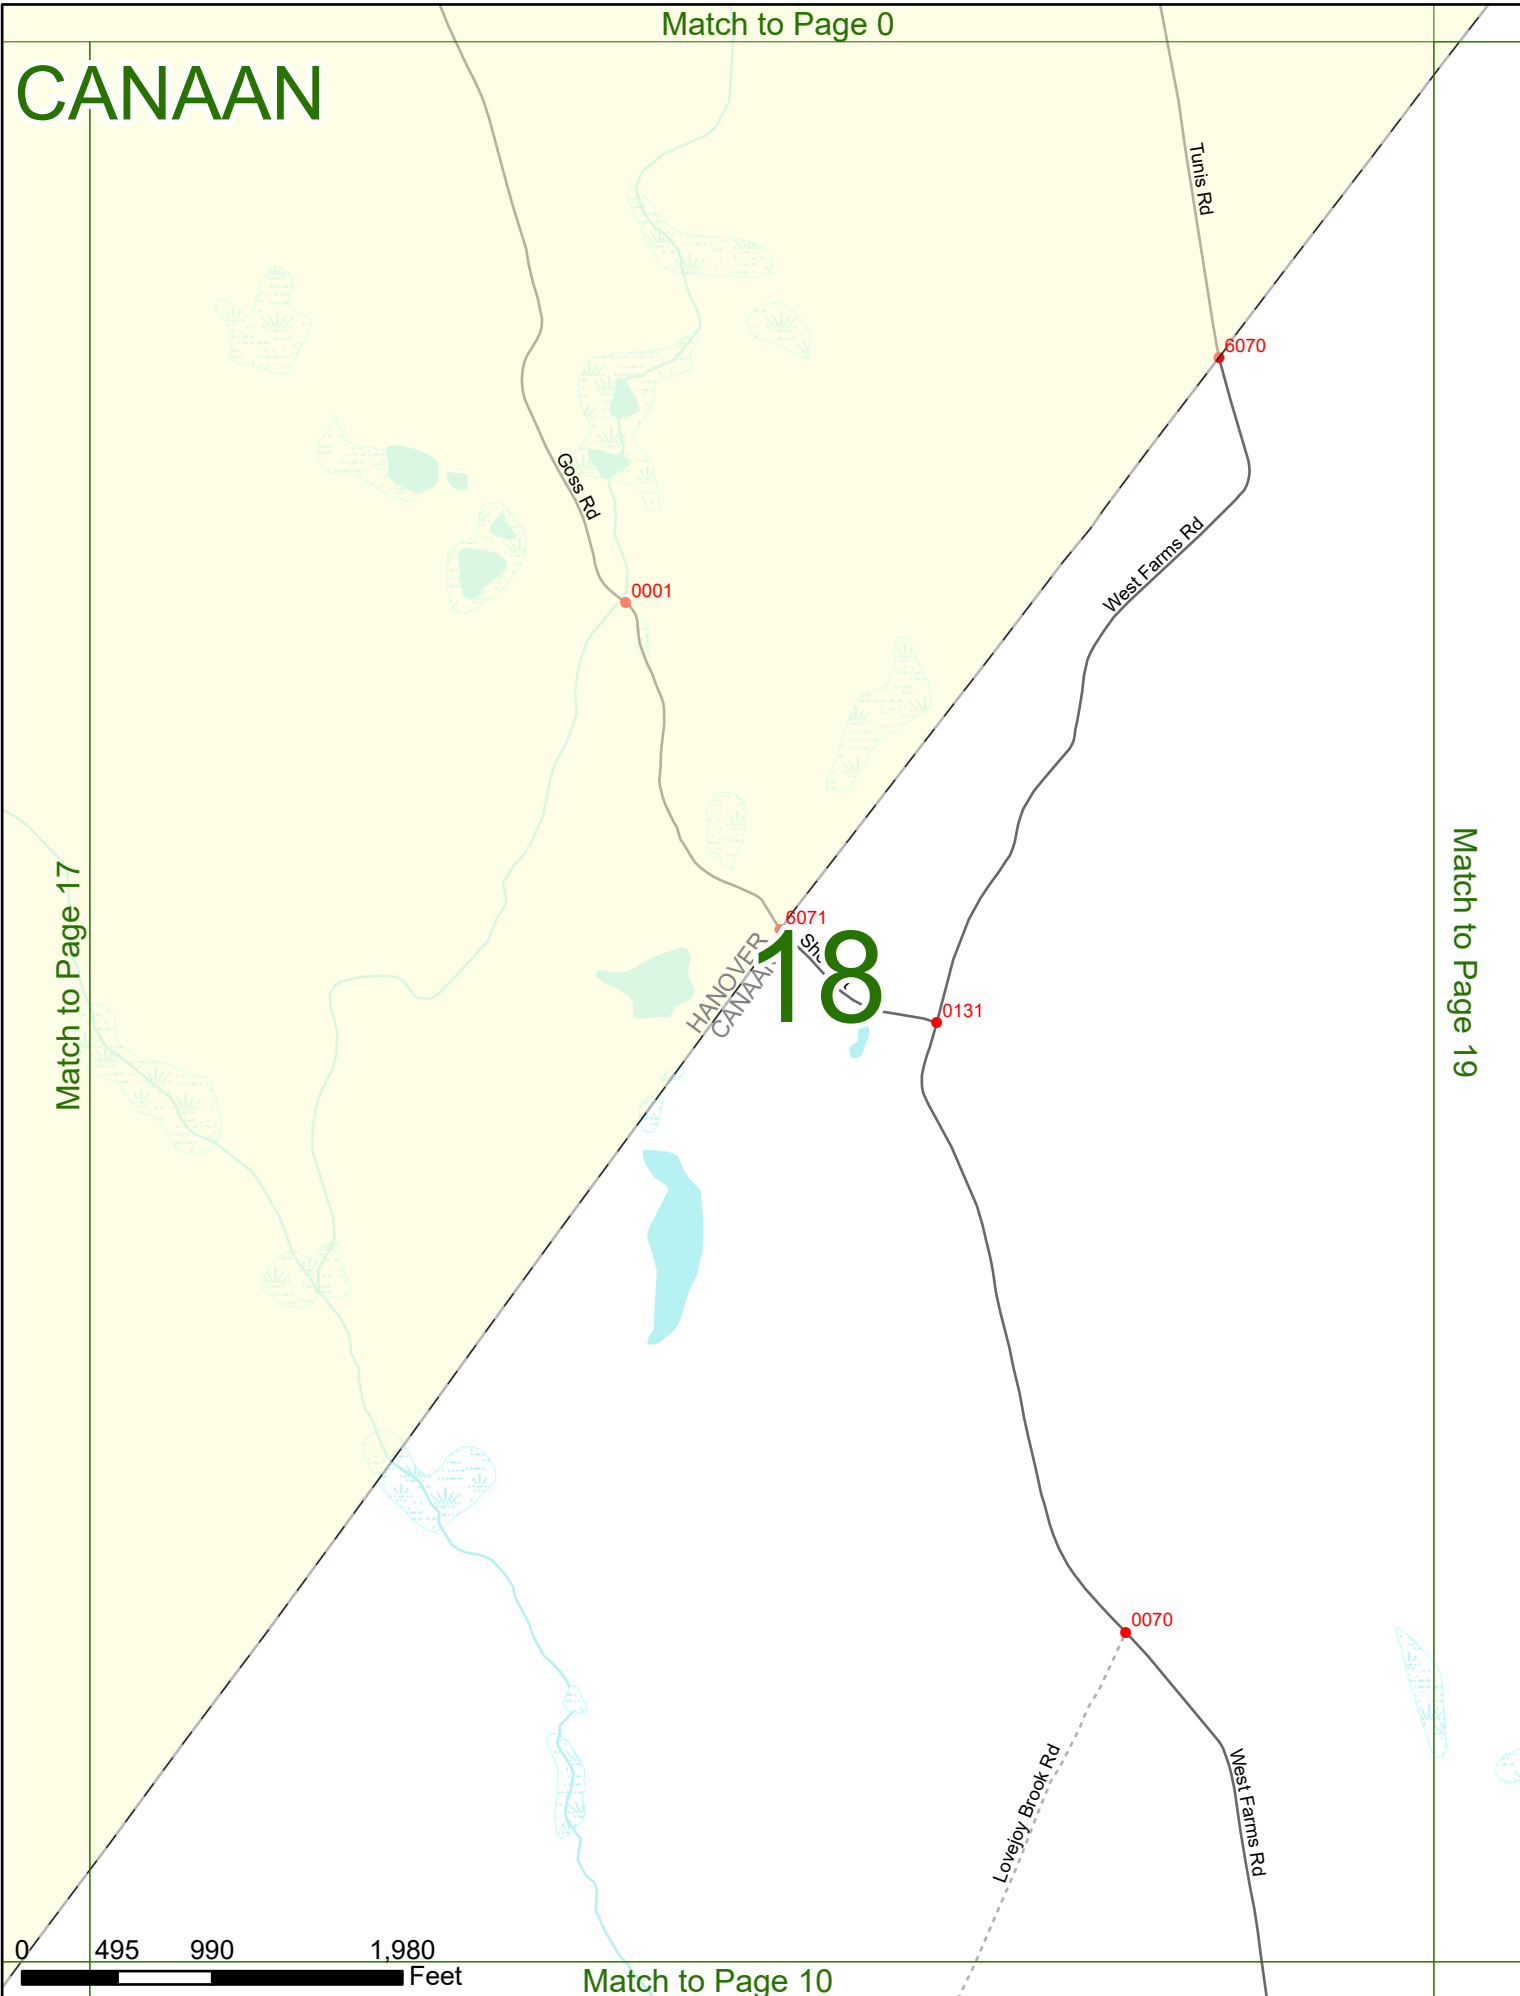 Match to Page 0
CANAAN
Tunis Rd
6070
Goss Rd
West Farms Rd
0001
Match to Page 17
Match to Page 19
6071
HANOVER
CANAAN
18
0131
0070
Lovejoy Brook Rd
West Farms Rd
0 495 990 1,980
Feet
Match to Page 10